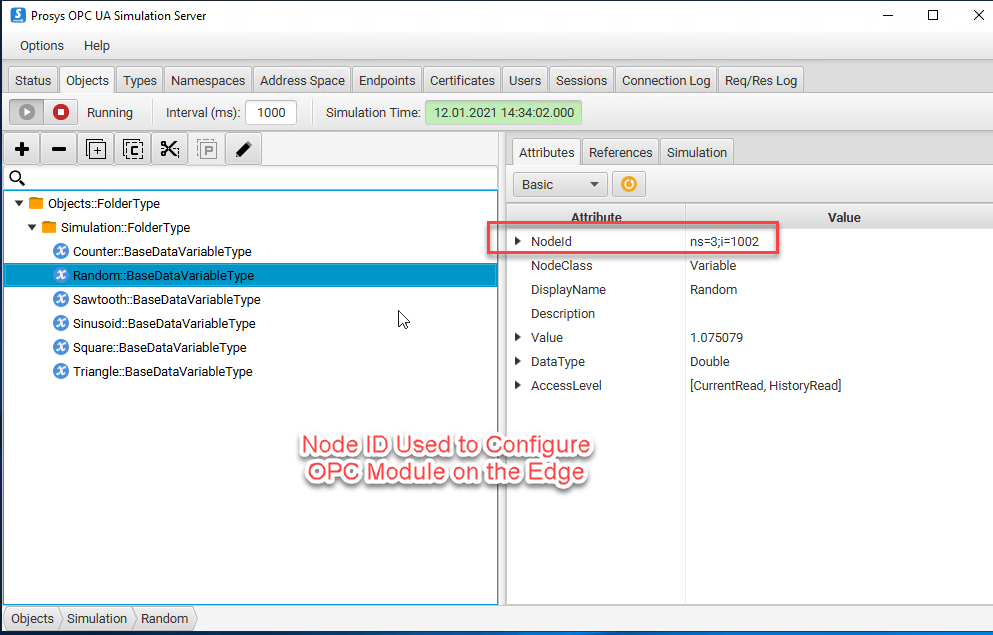 Prosys OPC UA Simulation Server
Options Help
Status Objects Types Namespaces Address Space Endpoints Certificates Users Sessions Connection Log Req/Res Log
Running Interval (ms): 1000 Simulation Time: 12.01.2021 14:34:02.000
Attributes References Simulation
Basic
Attribute Value
NodeId ns=3;i=1002
NodeClass Variable
DisplayName Random
Description
Value 1.075079
DataType Double
AccessLevel [CurrentRead, HistoryRead]
Objects::FolderType
Simulation::FolderType
Counter::BaseDataVariableType
Random::BaseDataVariableType
Sawtooth::BaseDataVariableType
Sinusoid::BaseDataVariableType
Square::BaseDataVariableType
Triangle::BaseDataVariableType
Node ID Used to Configure
OPC Module on the Edge
Objects Simulation Random